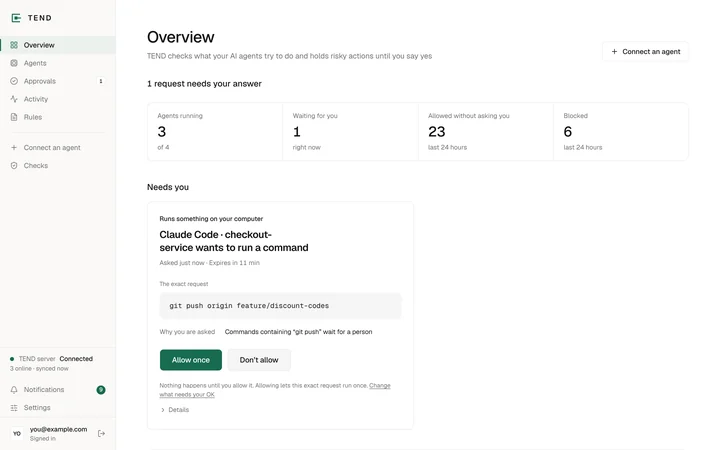 TEND
Overview
Agents
Approvals 1
Activity
Rules
Connect an agent
Checks
TEND server Connected
3 online · synced now
Notifications 9
Settings
YO
you@example.com
Signed in
Overview
TEND checks what your AI agents try to do and holds risky actions until you say yes
Connect an agent
1 request needs your answer
Agents running
3
of 4
Waiting for you
1
right now
Allowed without asking you
23
last 24 hours
Blocked
6
last 24 hours
Needs you
Runs something on your computer
Claude Code · checkout-
service wants to run a command
Asked just now · Expires in 11 min
The exact request
git push origin feature/discount-codes
Why you are asked Commands containing “git push” wait for a person
Allow once
Don't allow
Nothing happens until you allow it. Allowing lets this exact request run once. Change
what needs your OK
Details